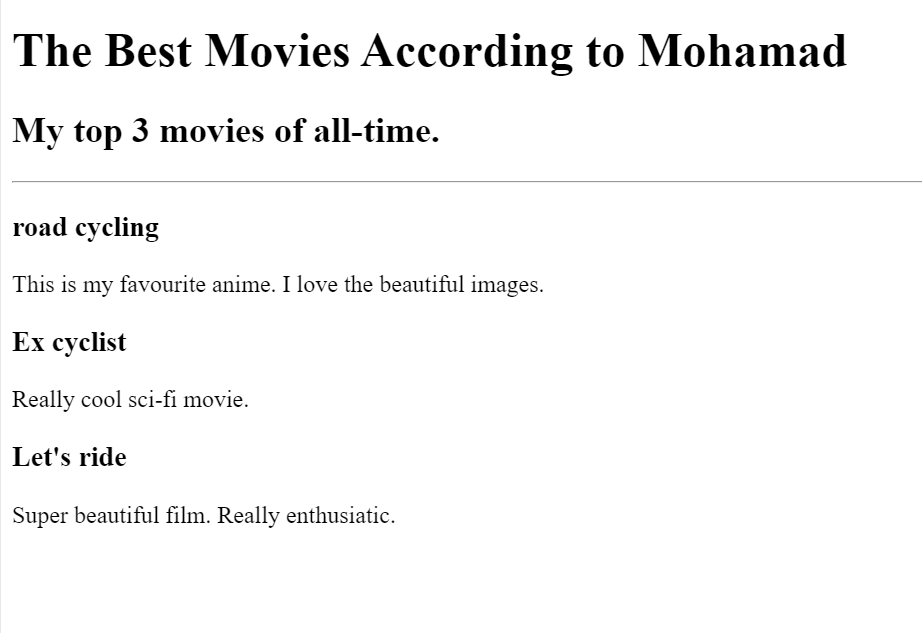 The Best Movies According to Mohamad
My top 3 movies of all-time.
road cycling
This is my favourite anime. I love the beautiful images.
Ex cyclist
Really cool sci-fi movie.
Let's ride
Super beautiful film. Really enthusiatic.